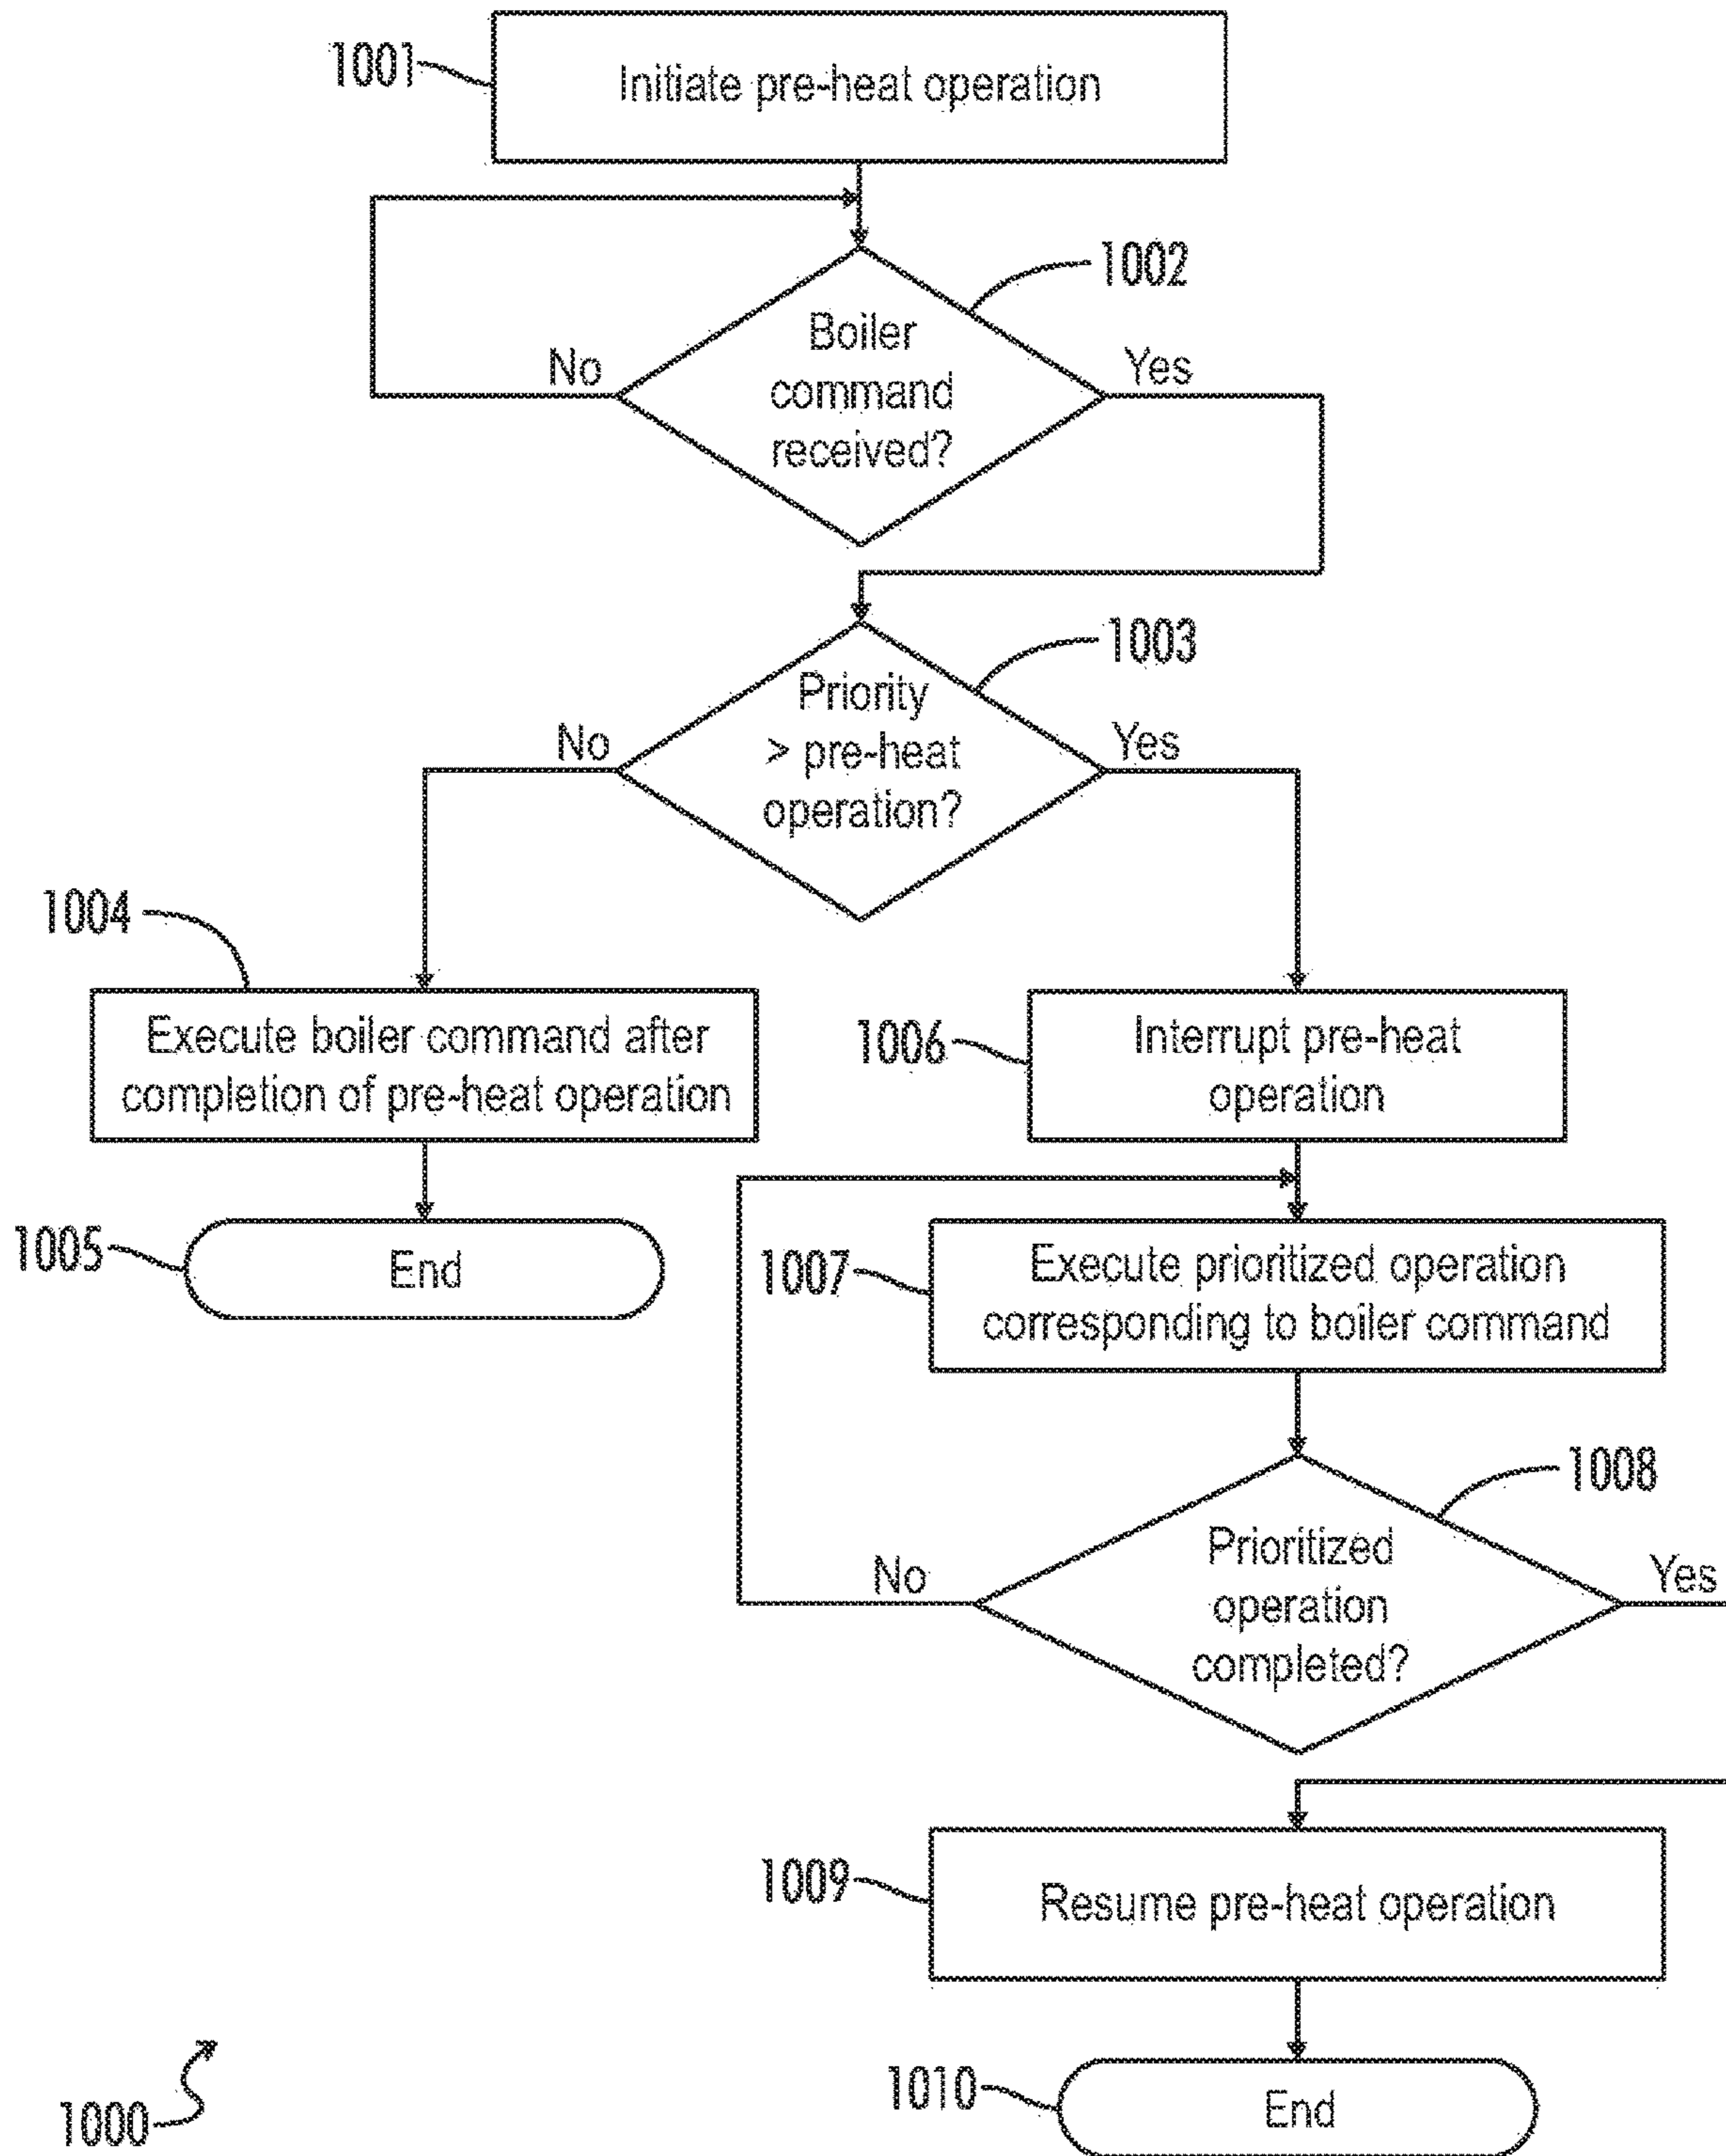 1001
Initiate pre-heat operation
1002
Boiler
command
received?
No
Yes
1003
Priority
> pre-heat
operation?
No
Yes
1004
Execute boiler command after
completion of pre-heat operation
1005
End
1006
Interrupt pre-heat
operation
1007
Execute prioritized operation
corresponding to boiler command
1008
Prioritized
operation
completed?
No
Yes
1009
Resume pre-heat operation
1010
End
1000